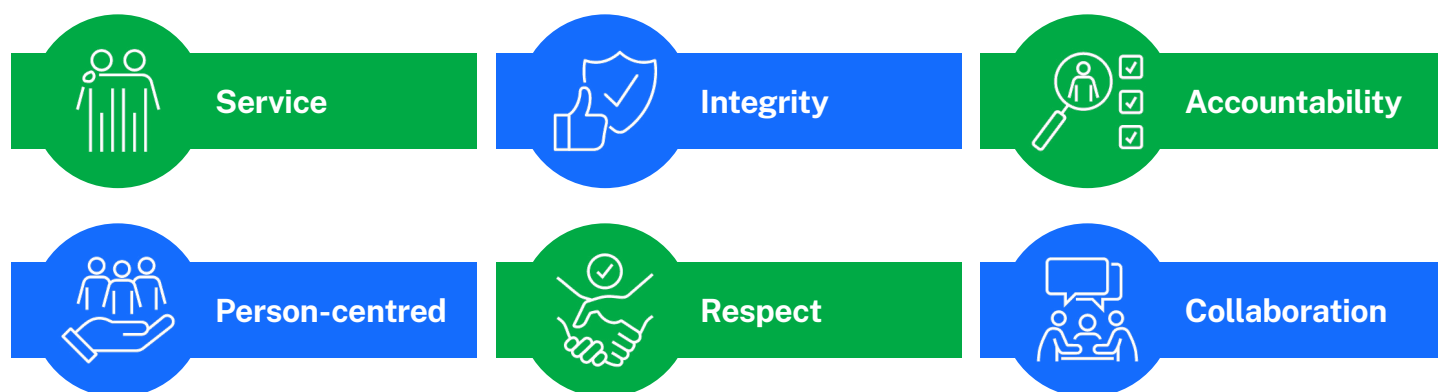 Service
Integrity
Accountability
Person-centred
Respect
Collaboration